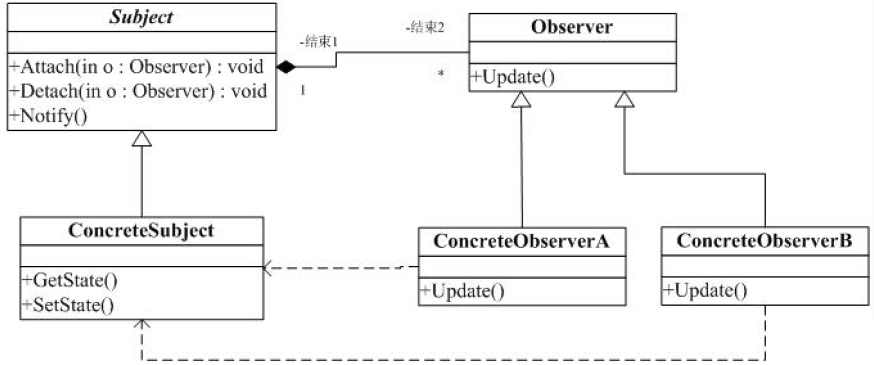 Subject
+Attach(in o : Observer) : void
+Detach(in o : Observer) : void
+Notify()
-结束1
1
-结束2
*
Observer
+Update()
ConcreteSubject
+GetState()
+SetState()
ConcreteObserverA
+Update()
ConcreteObserverB
+Update()